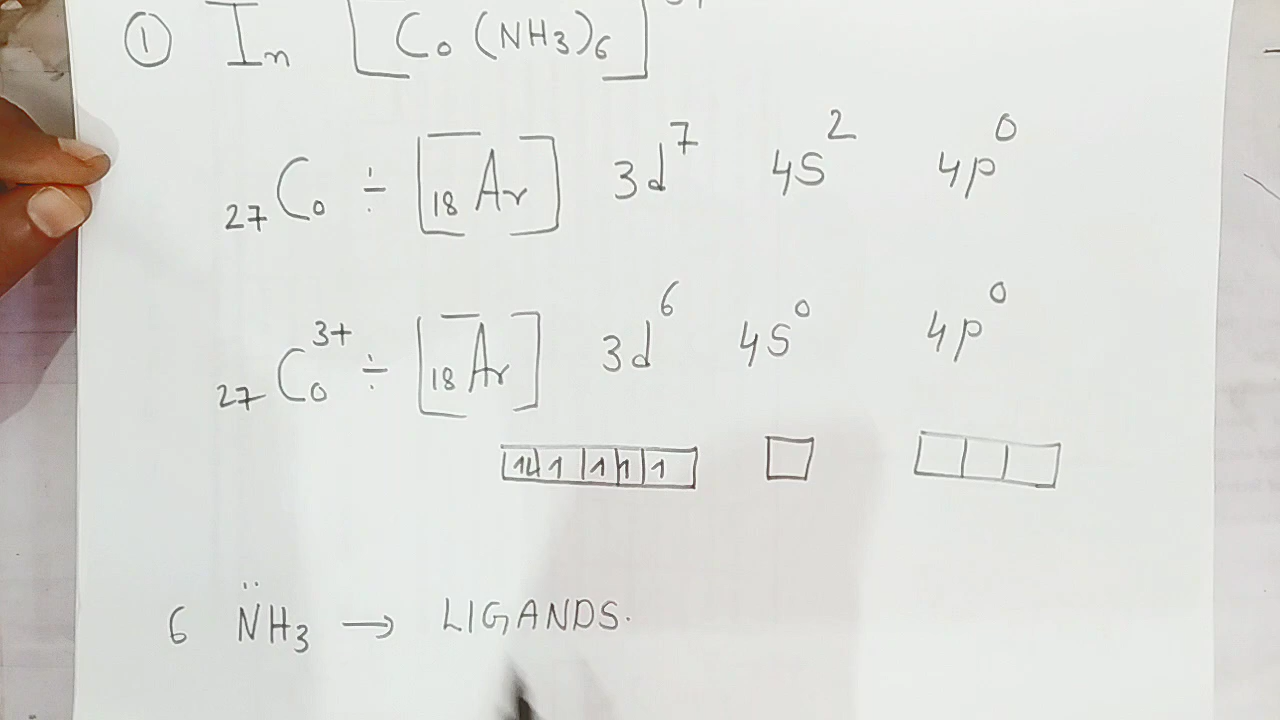 ① In [Co(NH3)6]
27Co ÷ [18Ar] 3d7 4s2 4p0
27Co3+ ÷ [18Ar] 3d6 4s0 4p0
1↓ 1 1 1 1
6 N̈H3 → LIGANDS.